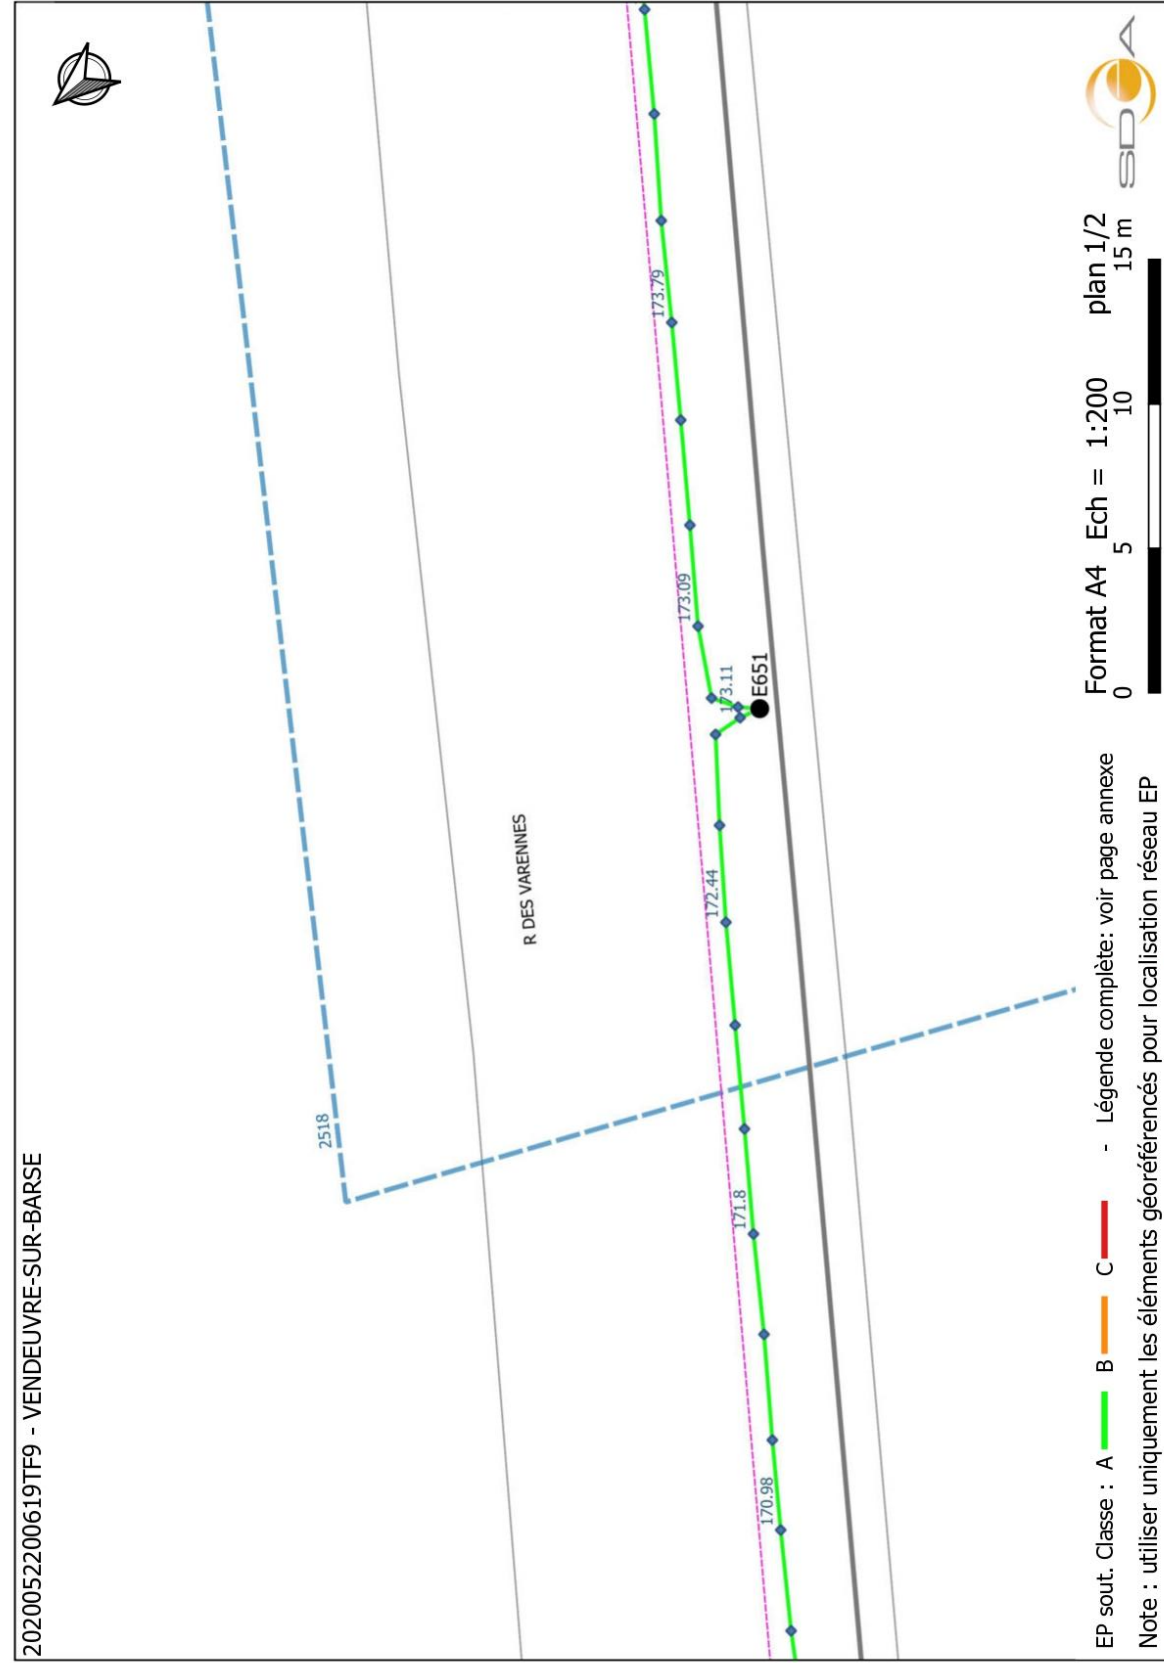 2020052200619TF9 - VENDEUVRE-SUR-BARSE
2518
R DES VARENNES
170.98
171.8
172.44
173.11
E651
173.09
173.79
EP sout. Classe : A B C - Légende complète: voir page annexe
Format A4 Ech = 1:200 plan 1/2
0 5 10 15 m
Note : utiliser uniquement les éléments géoréférencés pour localisation réseau EP
SDEA